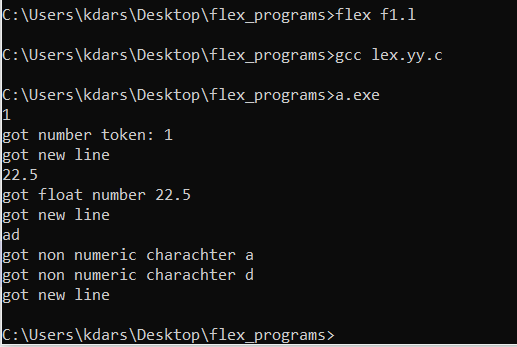 C:\Users\kdars\Desktop\flex_programs>flex f1.l
C:\Users\kdars\Desktop\flex_programs>gcc lex.yy.c
C:\Users\kdars\Desktop\flex_programs>a.exe
1
got number token: 1
got new line
22.5
got float number 22.5
got new line
ad
got non numeric charachter a
got non numeric charachter d
got new line
C:\Users\kdars\Desktop\flex_programs>